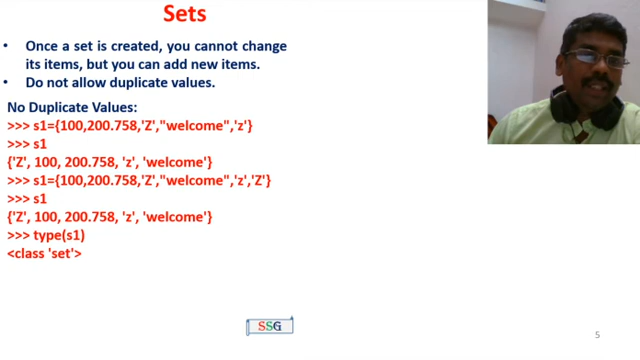 Sets
• Once a set is created, you cannot change
its items, but you can add new items.
• Do not allow duplicate values.
No Duplicate Values:
>>> s1={100,200.758,'Z',"welcome",'z'}
>>> s1
{'Z', 100, 200.758, 'z', 'welcome'}
>>> s1={100,200.758,'Z',"welcome",'z','Z'}
>>> s1
{'Z', 100, 200.758, 'z', 'welcome'}
>>> type(s1)
<class 'set'>
SSG
5